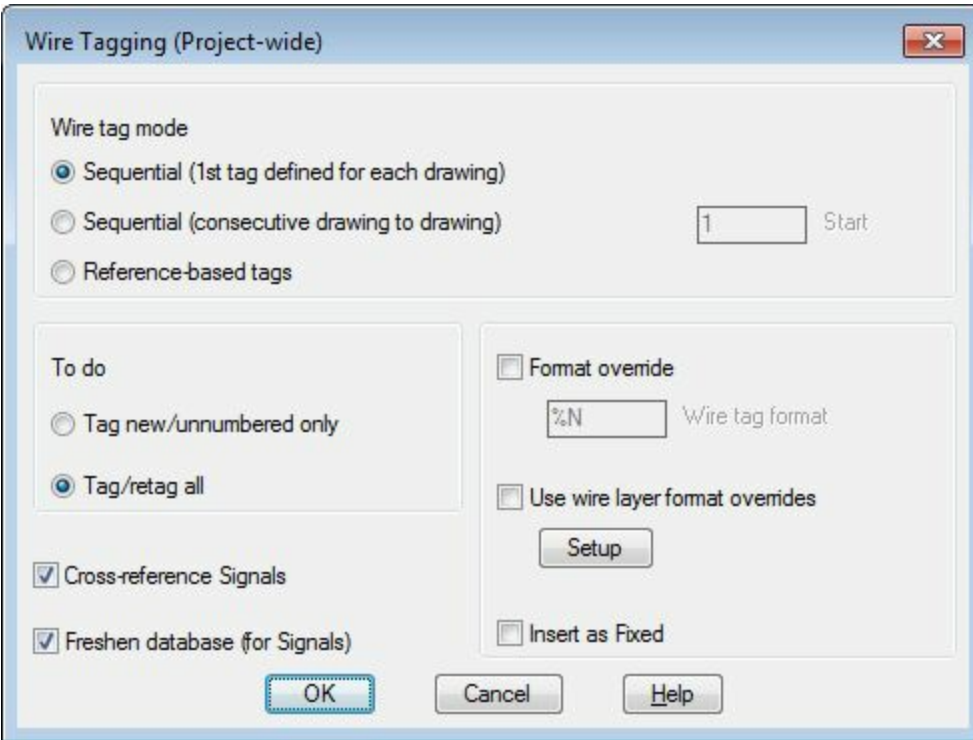 Wire Tagging (Project-wide)
Wire tag mode
Sequential (1st tag defined for each drawing)
Sequential (consecutive drawing to drawing)
1
Start
Reference-based tags
To do
Tag new/unnumbered only
Tag/retag all
Cross-reference Signals
Freshen database (for Signals)
Format override
%N
Wire tag format
Use wire layer format overrides
Setup
Insert as Fixed
OK
Cancel
Help